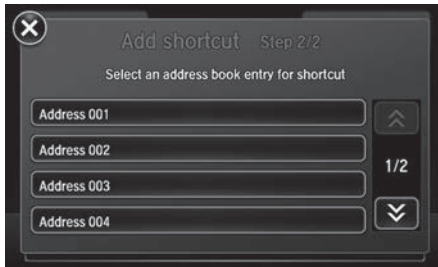 Add shortcut Step 2/2
Select an address book entry for shortcut
Address 001
Address 002
1/2
Address 003
Address 004